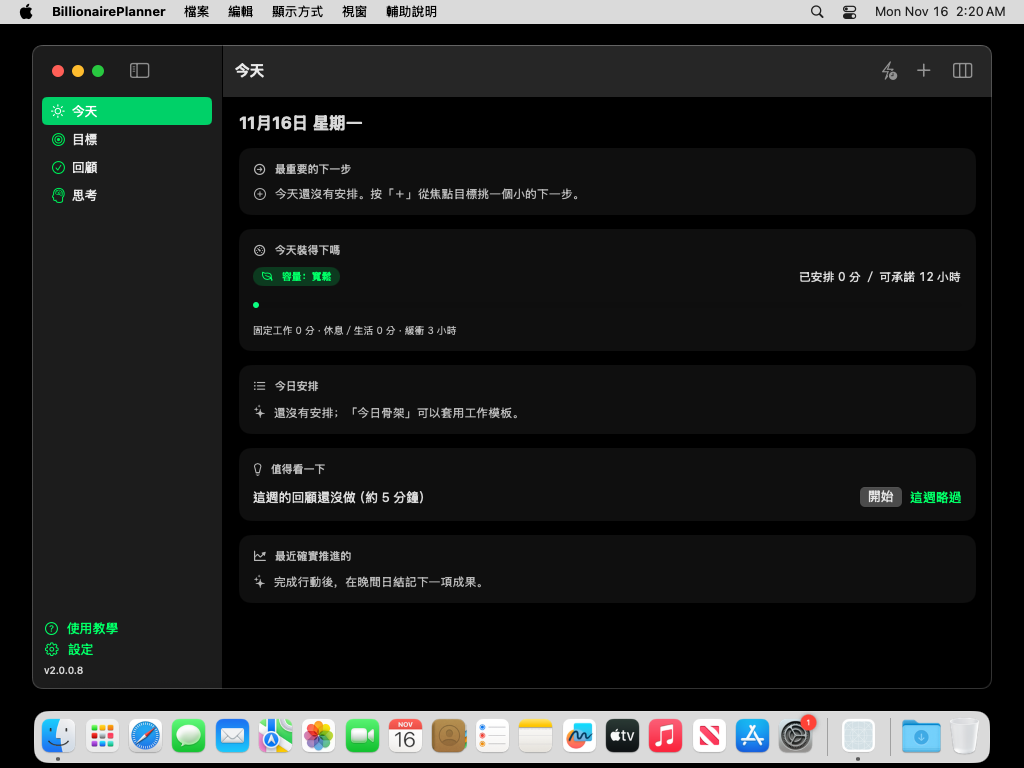 BillionairePlanner 檔案 編輯 顯示方式 視窗 輔助說明 Mon Nov 16 2:20 AM
今天
今天
目標
回顧
思考
使用教學
設定
v2.0.0.8
11月16日 星期一
最重要的下一步
今天還沒有安排。按「＋」從焦點目標挑一個小的下一步。
今天裝得下嗎
容量：寬鬆
已安排 0 分 / 可承諾 12 小時
固定工作 0 分 · 休息 / 生活 0 分 · 緩衝 3 小時
今日安排
還沒有安排；「今日骨架」可以套用工作模板。
值得看一下
這週的回顧還沒做（約 5 分鐘）
開始 這週略過
最近確實推進的
完成行動後，在晚間日結記下一項成果。
NOV
16
tv
1